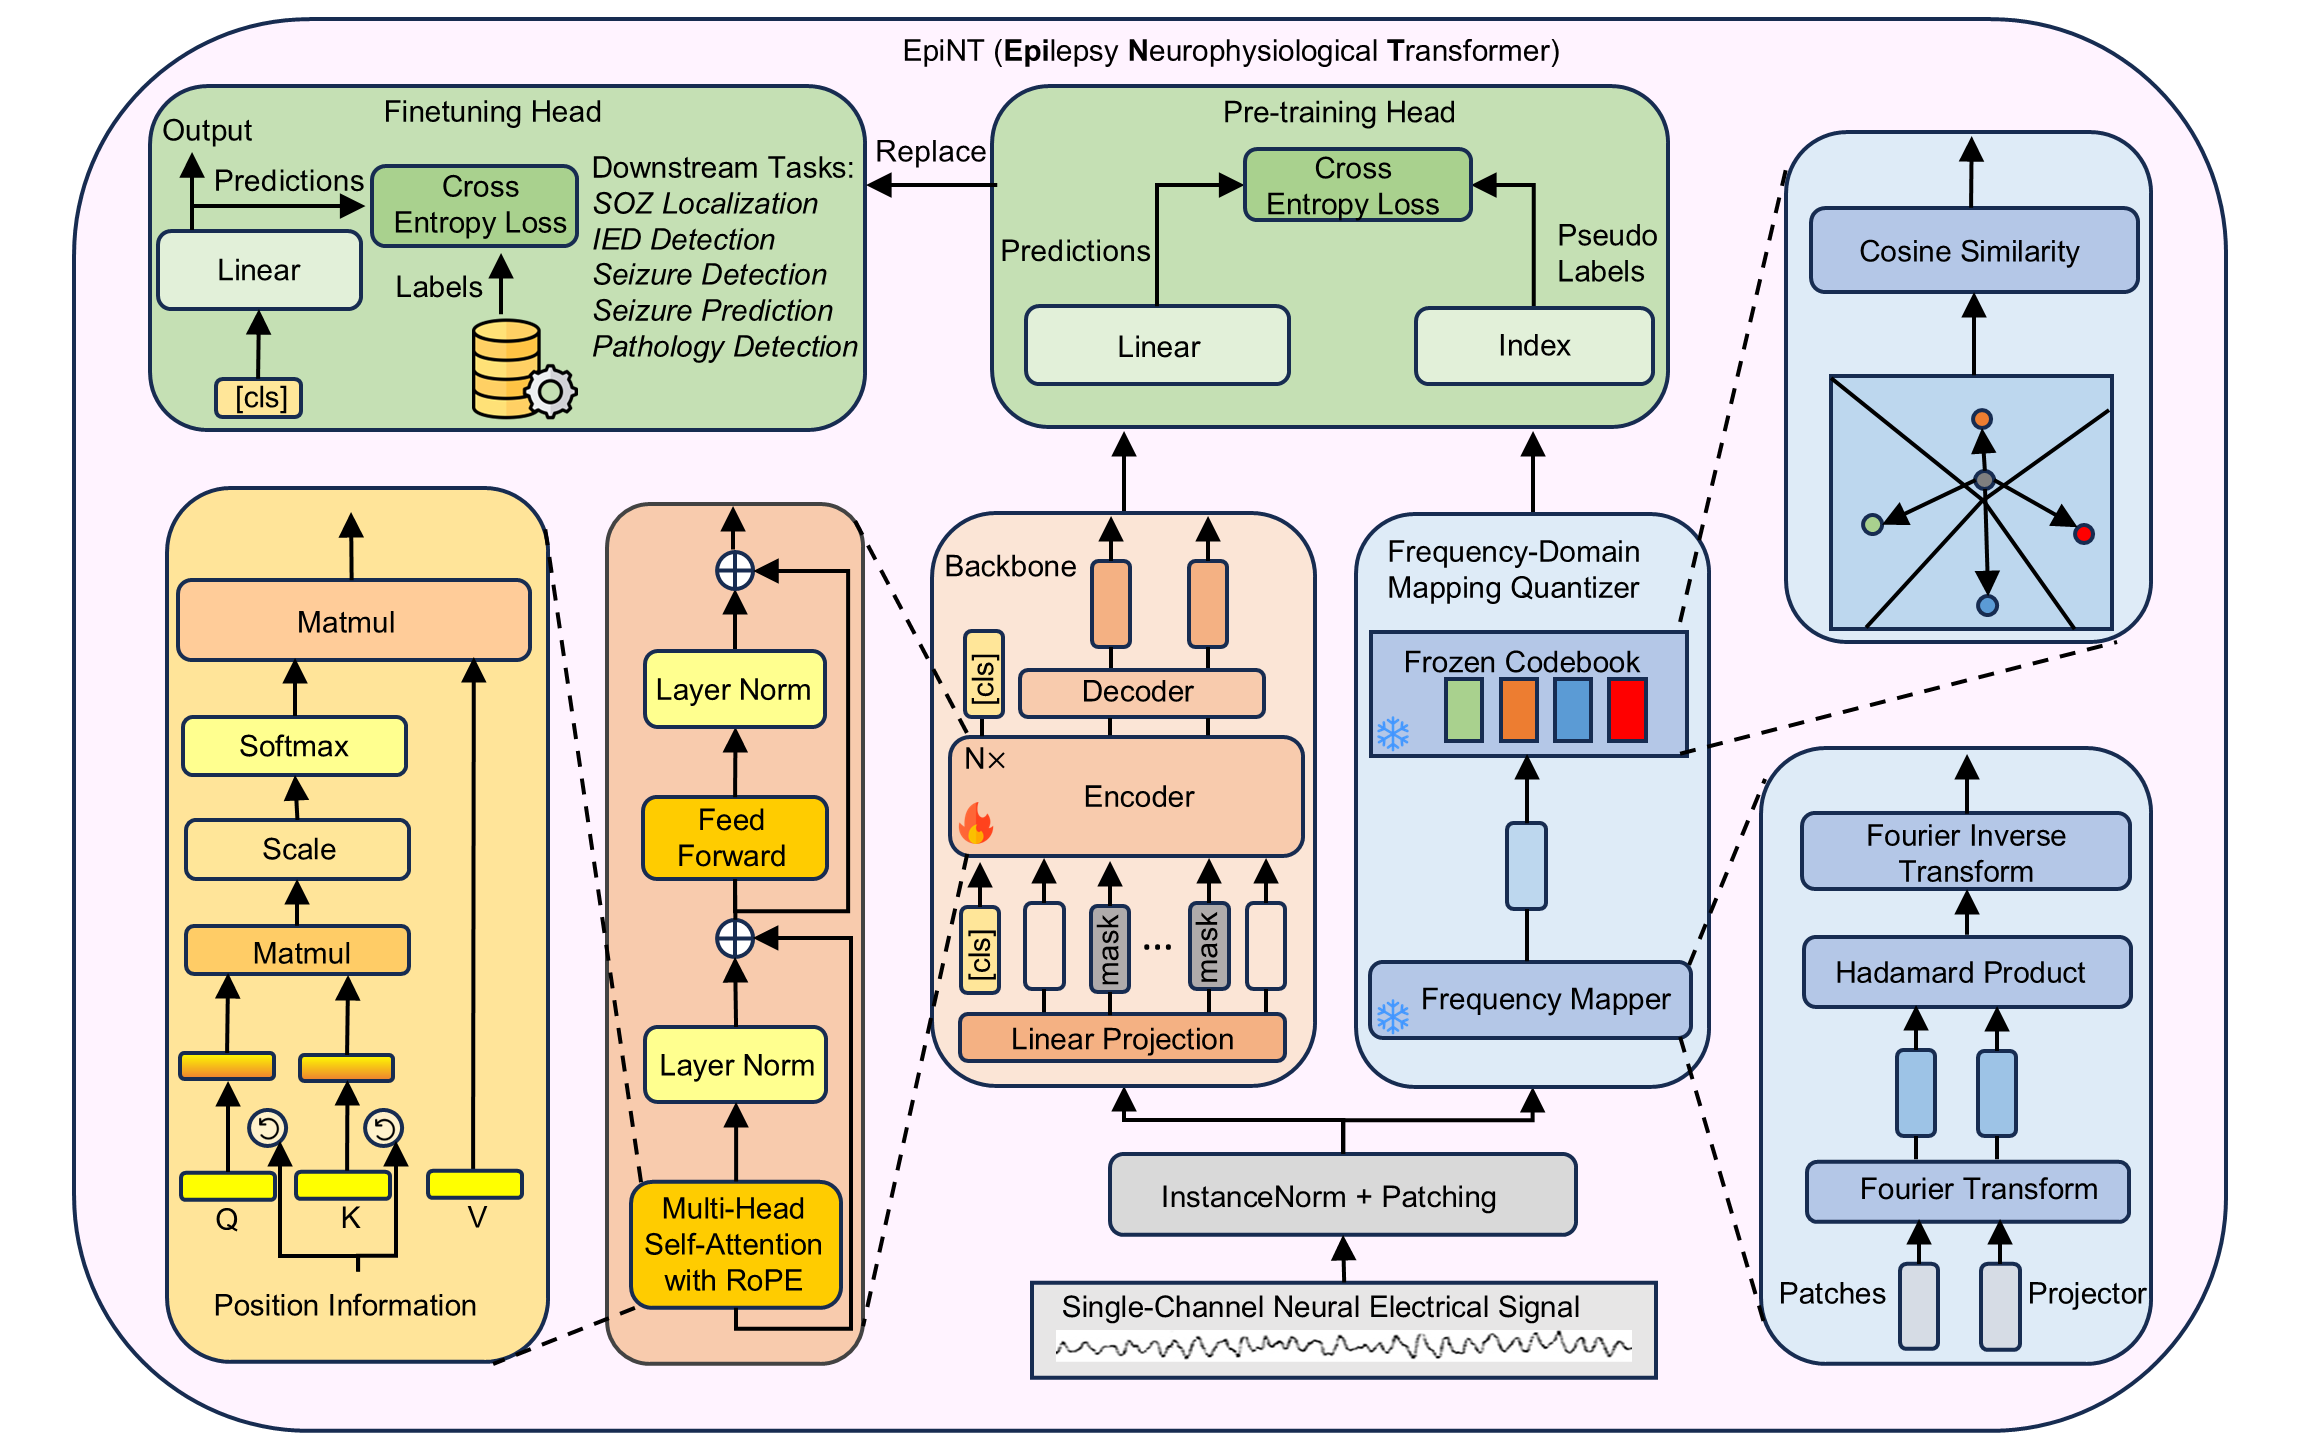 EpiNT (Epilepsy Neurophysiological Transformer)
Finetuning Head
Output
Predictions
Cross
Entropy Loss
Linear
Labels
[cls]
Downstream Tasks:
SOZ Localization
IED Detection
Seizure Detection
Seizure Prediction
Pathology Detection
Replace
Pre-training Head
Cross
Entropy Loss
Predictions
Pseudo
Labels
Linear
Index
Cosine Similarity
Matmul
Softmax
Scale
Matmul
Q
K
V
Position Information
Layer Norm
Feed
Forward
Layer Norm
Multi-Head
Self-Attention
with RoPE
Backbone
[cls]
Decoder
N×
Encoder
[cls]
mask
...
mask
Linear Projection
Frequency-Domain
Mapping Quantizer
Frozen Codebook
Frequency Mapper
Fourier Inverse
Transform
Hadamard Product
Fourier Transform
Patches
Projector
InstanceNorm + Patching
Single-Channel Neural Electrical Signal